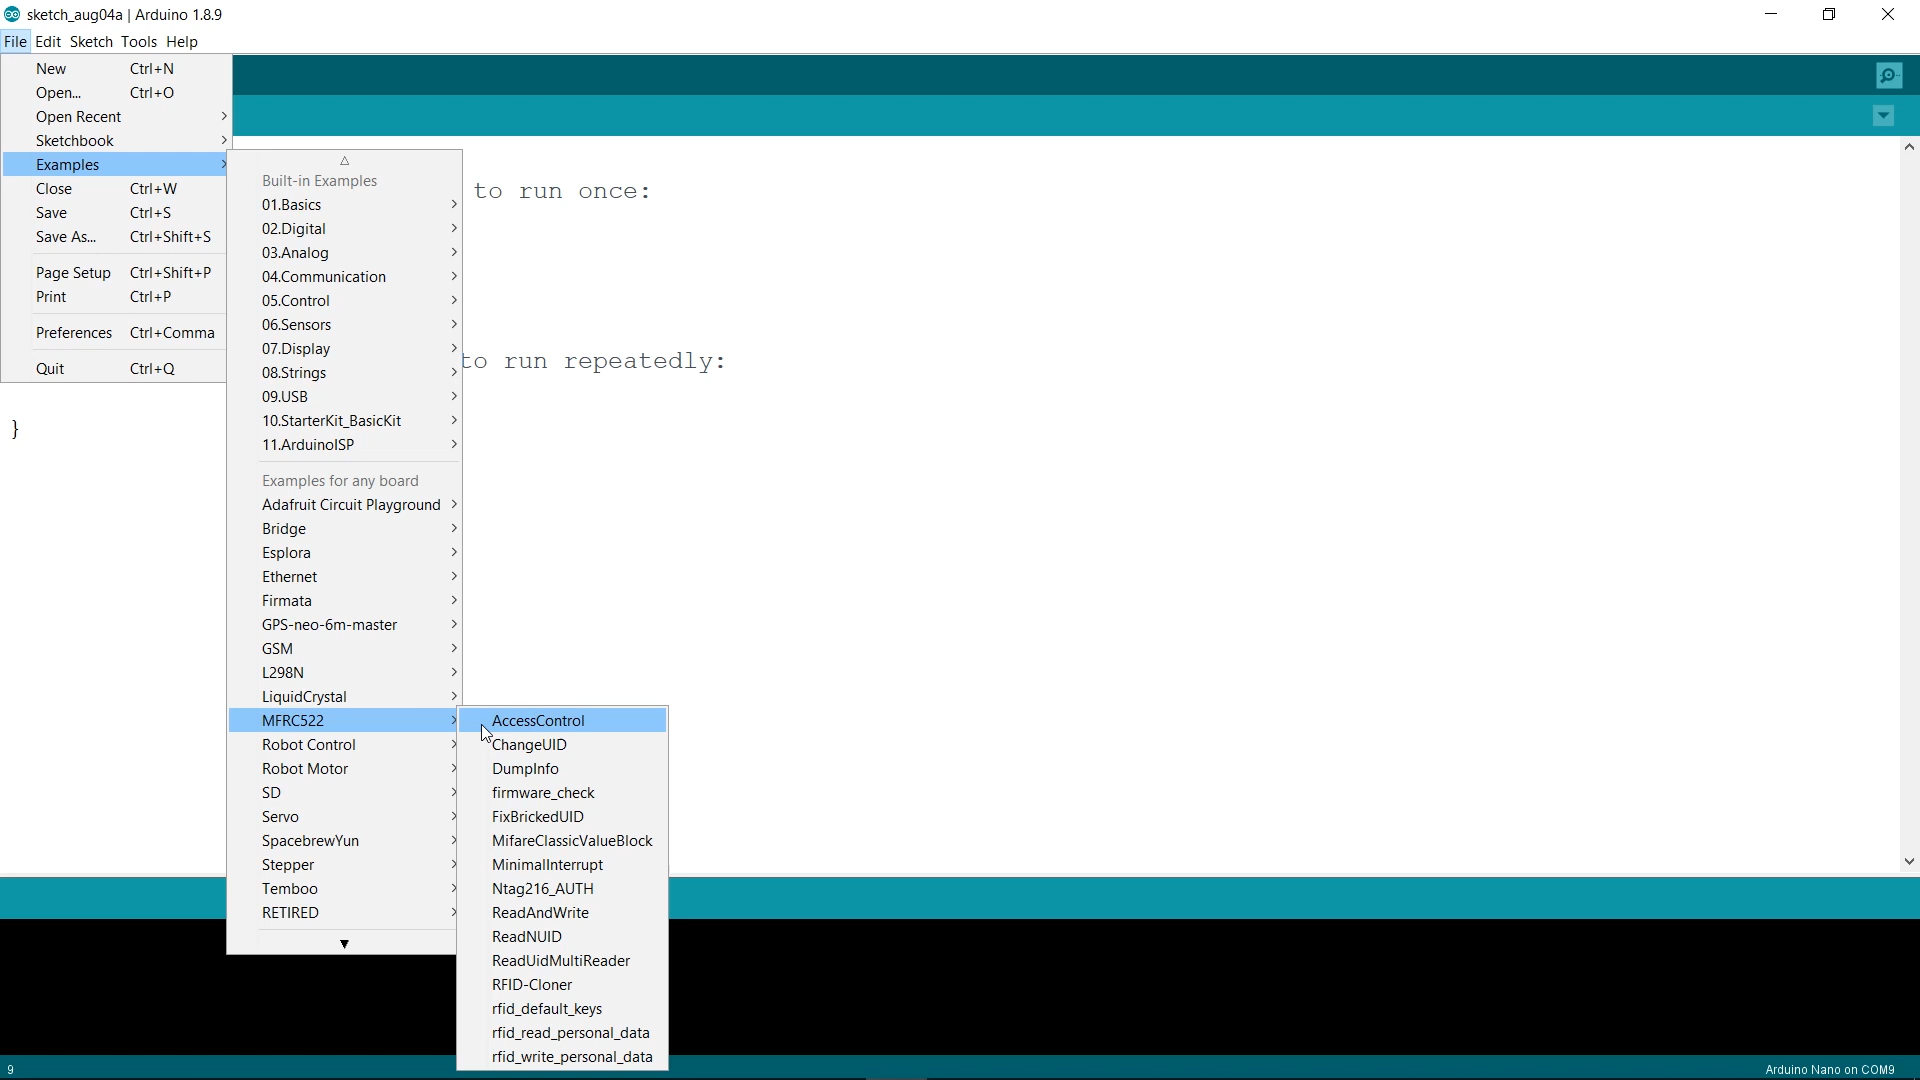 sketch_aug04a | Arduino 1.8.9
File Edit Sketch Tools Help
New Ctrl+N
Open... Ctrl+O
Open Recent
Sketchbook
Examples
Close Ctrl+W
Save Ctrl+S
Save As... Ctrl+Shift+S
Page Setup Ctrl+Shift+P
Print Ctrl+P
Preferences Ctrl+Comma
Quit Ctrl+Q
Built-in Examples
01.Basics
02.Digital
03.Analog
04.Communication
05.Control
06.Sensors
07.Display
08.Strings
09.USB
10.StarterKit_BasicKit
11.ArduinoISP
Examples for any board
Adafruit Circuit Playground
Bridge
Esplora
Ethernet
Firmata
GPS-neo-6m-master
GSM
L298N
LiquidCrystal
MFRC522
Robot Control
Robot Motor
SD
Servo
SpacebrewYun
Stepper
Temboo
RETIRED
AccessControl
ChangeUID
DumpInfo
firmware_check
FixBrickedUID
MifareClassicValueBlock
MinimalInterrupt
Ntag216_AUTH
ReadAndWrite
ReadNUID
ReadUidMultiReader
RFID-Cloner
rfid_default_keys
rfid_read_personal_data
rfid_write_personal_data
to run once:
to run repeatedly:
}
9
Arduino Nano on COM9